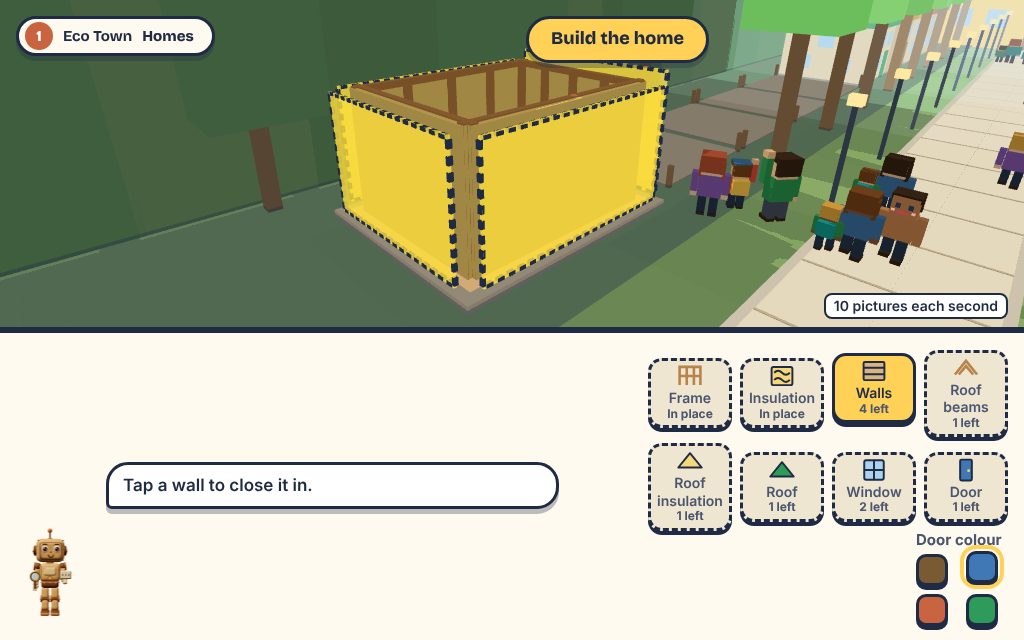 1 Eco Town Homes
Build the home
10 pictures each second
Tap a wall to close it in.
Frame
In place
Insulation
In place
Walls
4 left
Roof
beams
1 left
Roof
insulation
1 left
Roof
1 left
Window
2 left
Door
1 left
Door colour